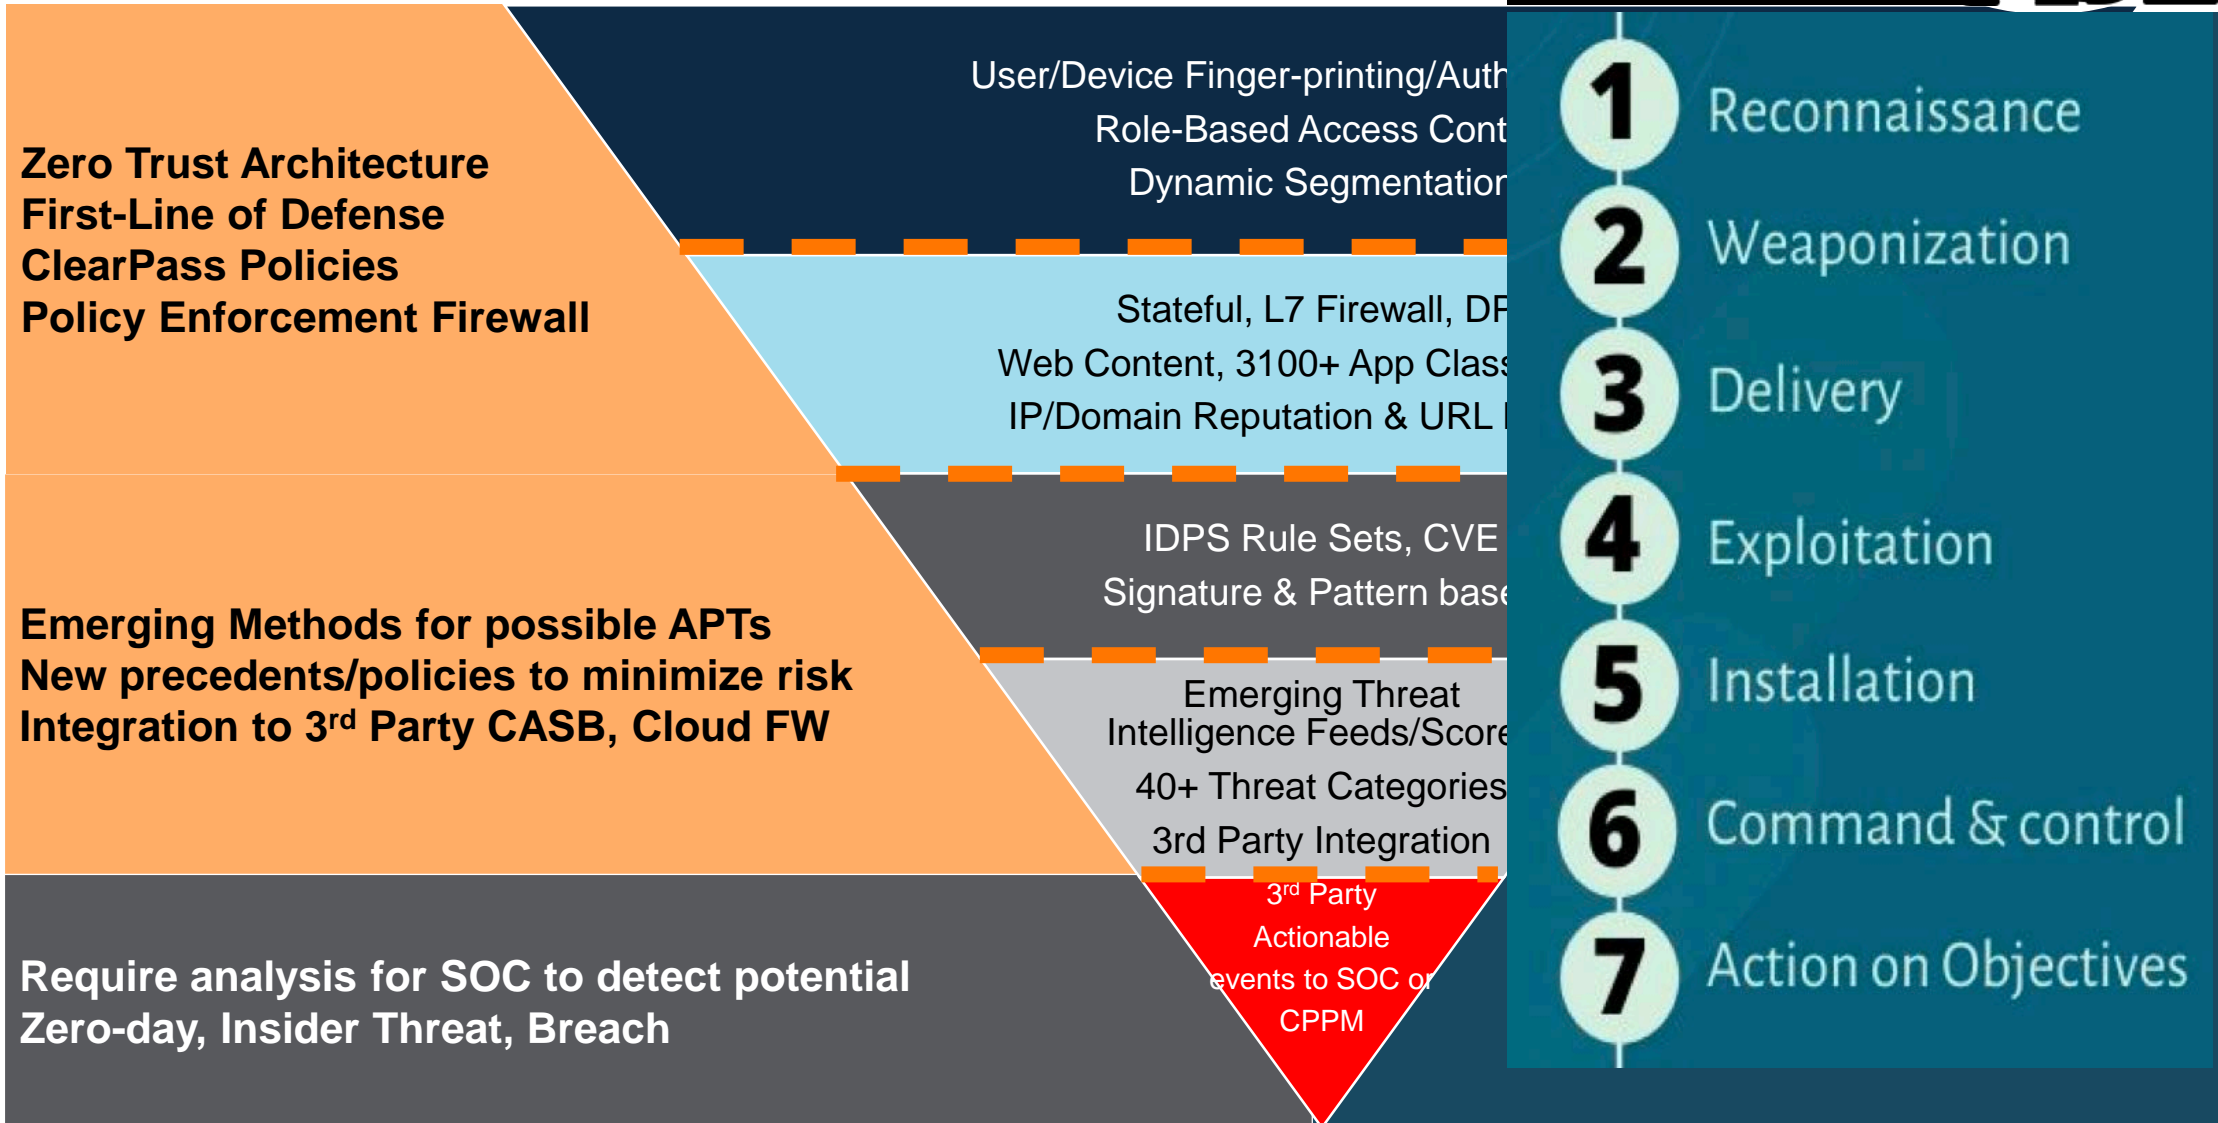 Zero Trust Architecture
First-Line of Defense
ClearPass Policies
Policy Enforcement Firewall
Emerging Methods for possible APTs
New precedents/policies to minimize risk
Integration to 3rd Party CASB, Cloud FW
Require analysis for SOC to detect potential
Zero-day, Insider Threat, Breach
User/Device Finger-printing/Auth
Role-Based Access Cont
Dynamic Segmentation
Stateful, L7 Firewall,
Web Content, 3100+ App Clas
IP/Domain Reputation & URL
IDPS Rule Sets, CVE
Signature & Pattern base
Emerging Threat
Intelligence Feeds/Score
40+ Threat Categories
3rd Party Integration
3rd Party
Actionable
events to SOC or
CPPM
1 Reconnaissance
2 Weaponization
3 Delivery
4 Exploitation
5 Installation
6 Command & control
7 Action on Objectives